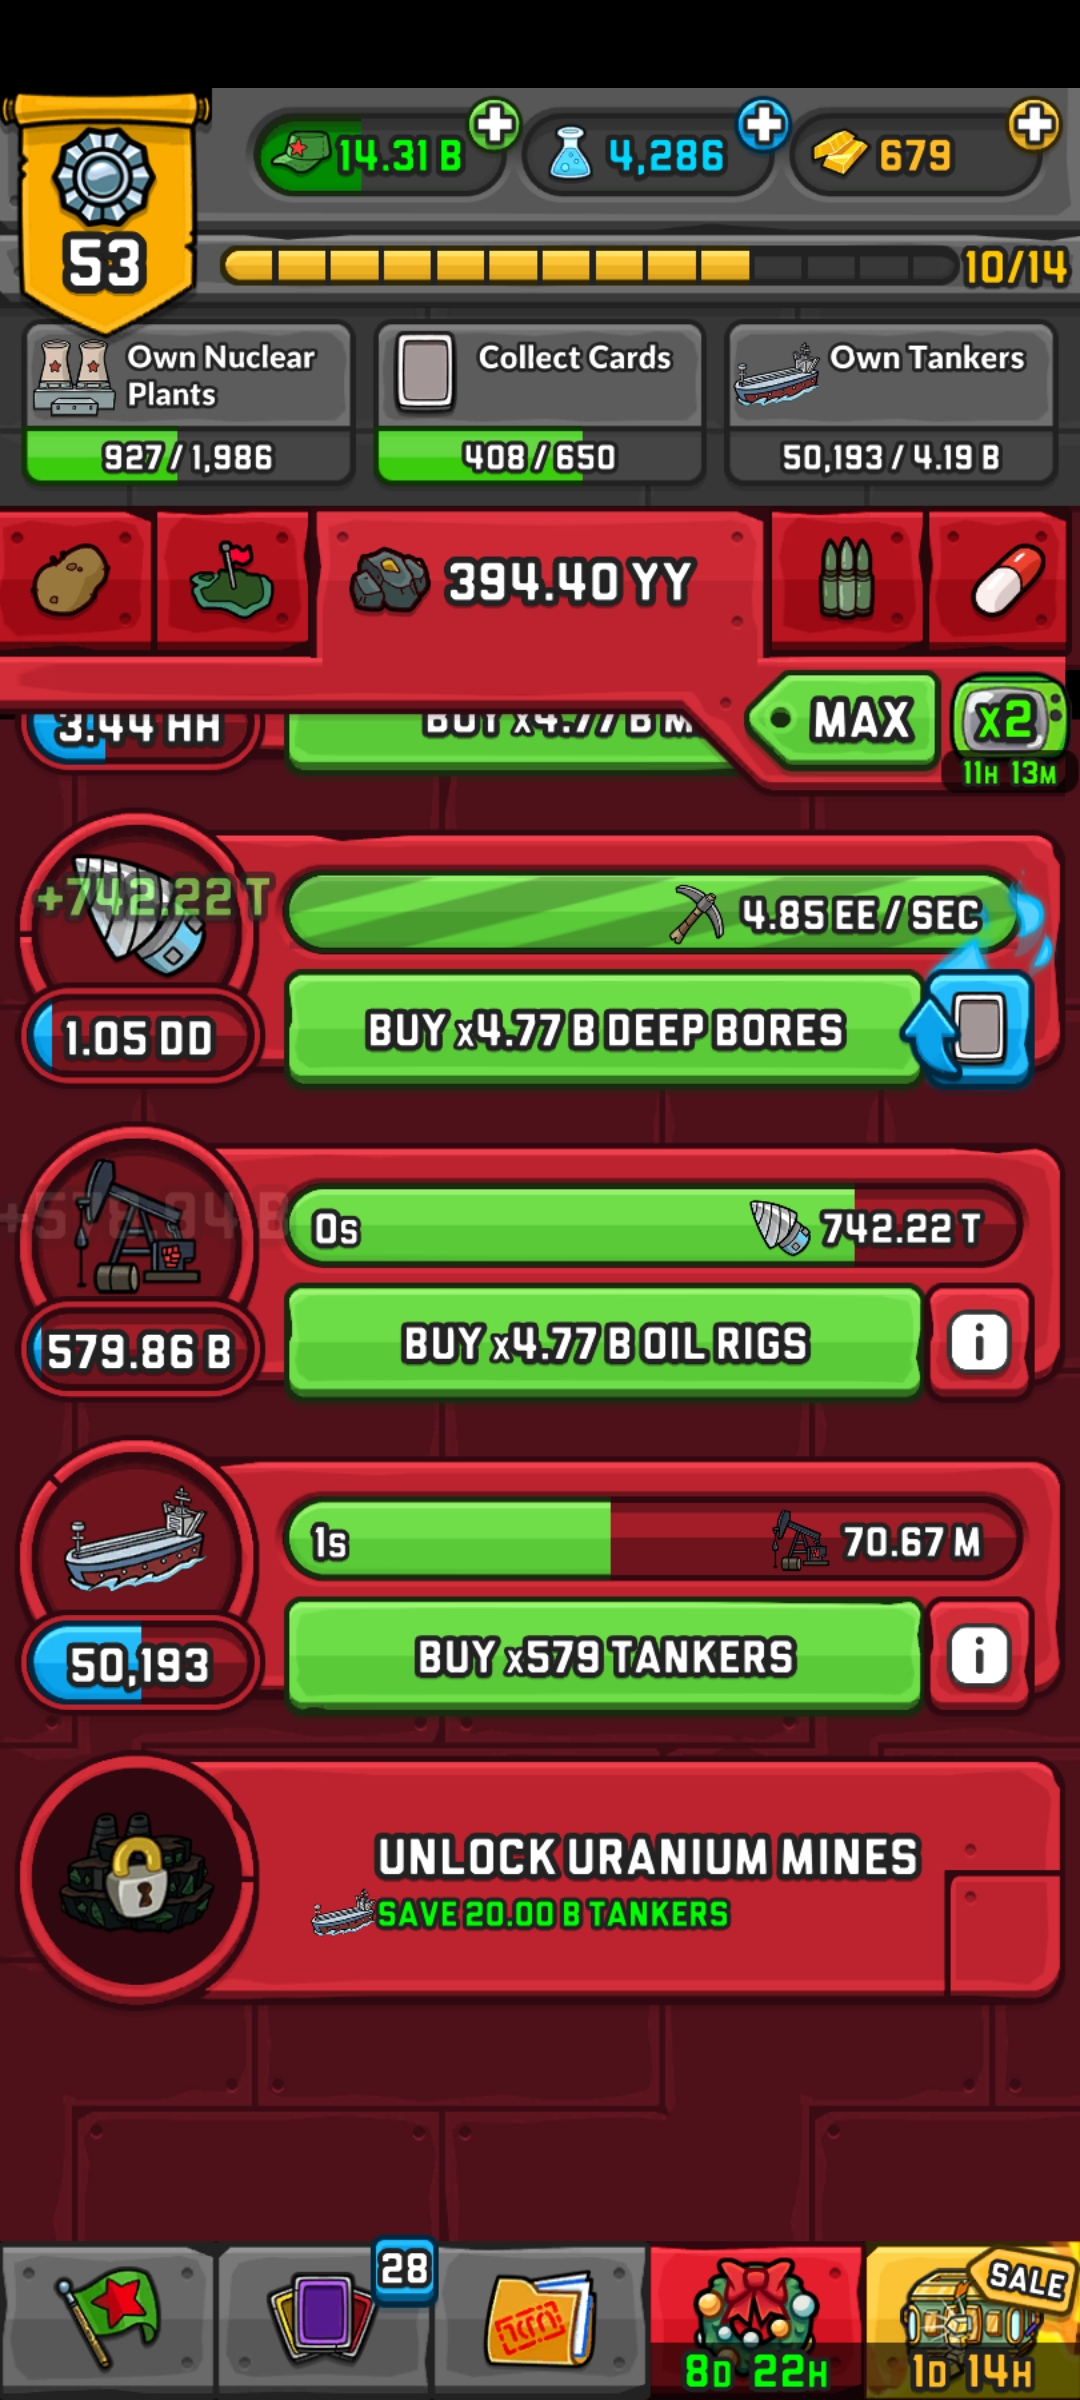 14.31 B
4,286
679
53
10/14
Own Nuclear
Plants
Collect Cards
Own Tankers
927 / 1,986
408 / 650
50,193 / 4.19 B
394.40 YY
MAX
x2
11H 13M
3.44 HH
BUY x4.77 B M
+742.22 T
4.85 EE / SEC
1.05 DD
BUY x4.77 B DEEP BORES
+578.94 B
0s
742.22 T
579.86 B
BUY x4.77 B OIL RIGS
i
1s
70.67 M
50,193
BUY x579 TANKERS
i
UNLOCK URANIUM MINES
SAVE 20.00 B TANKERS
28
SALE
8D 22H
1D 14H